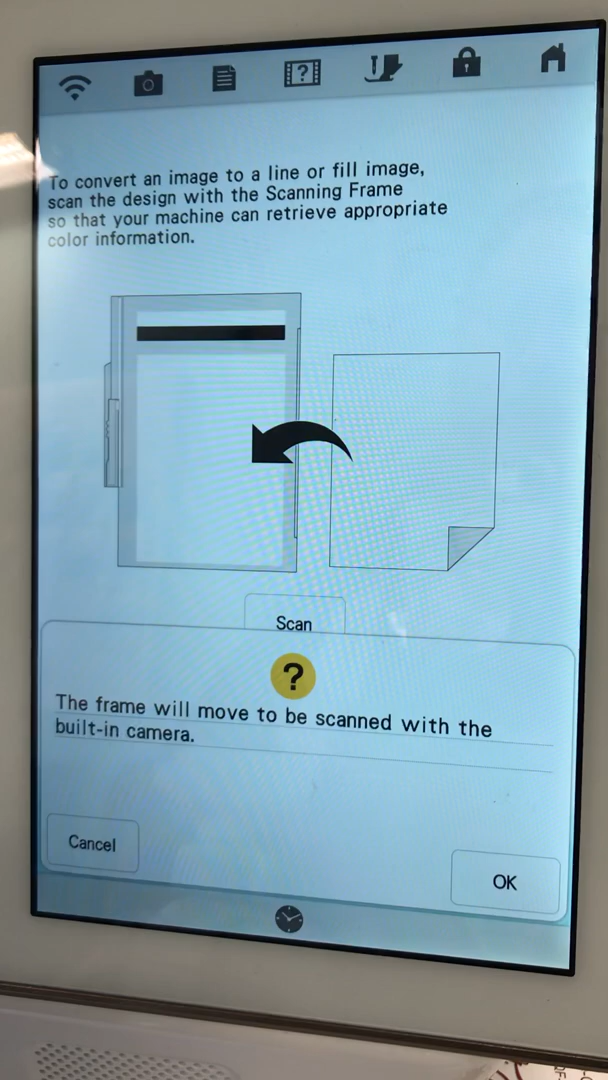 To convert an image to a line or fill image,
scan the design with the Scanning Frame
so that your machine can retrieve appropriate
color information.
Scan
?
The frame will move to be scanned with the
built-in camera.
Cancel
OK